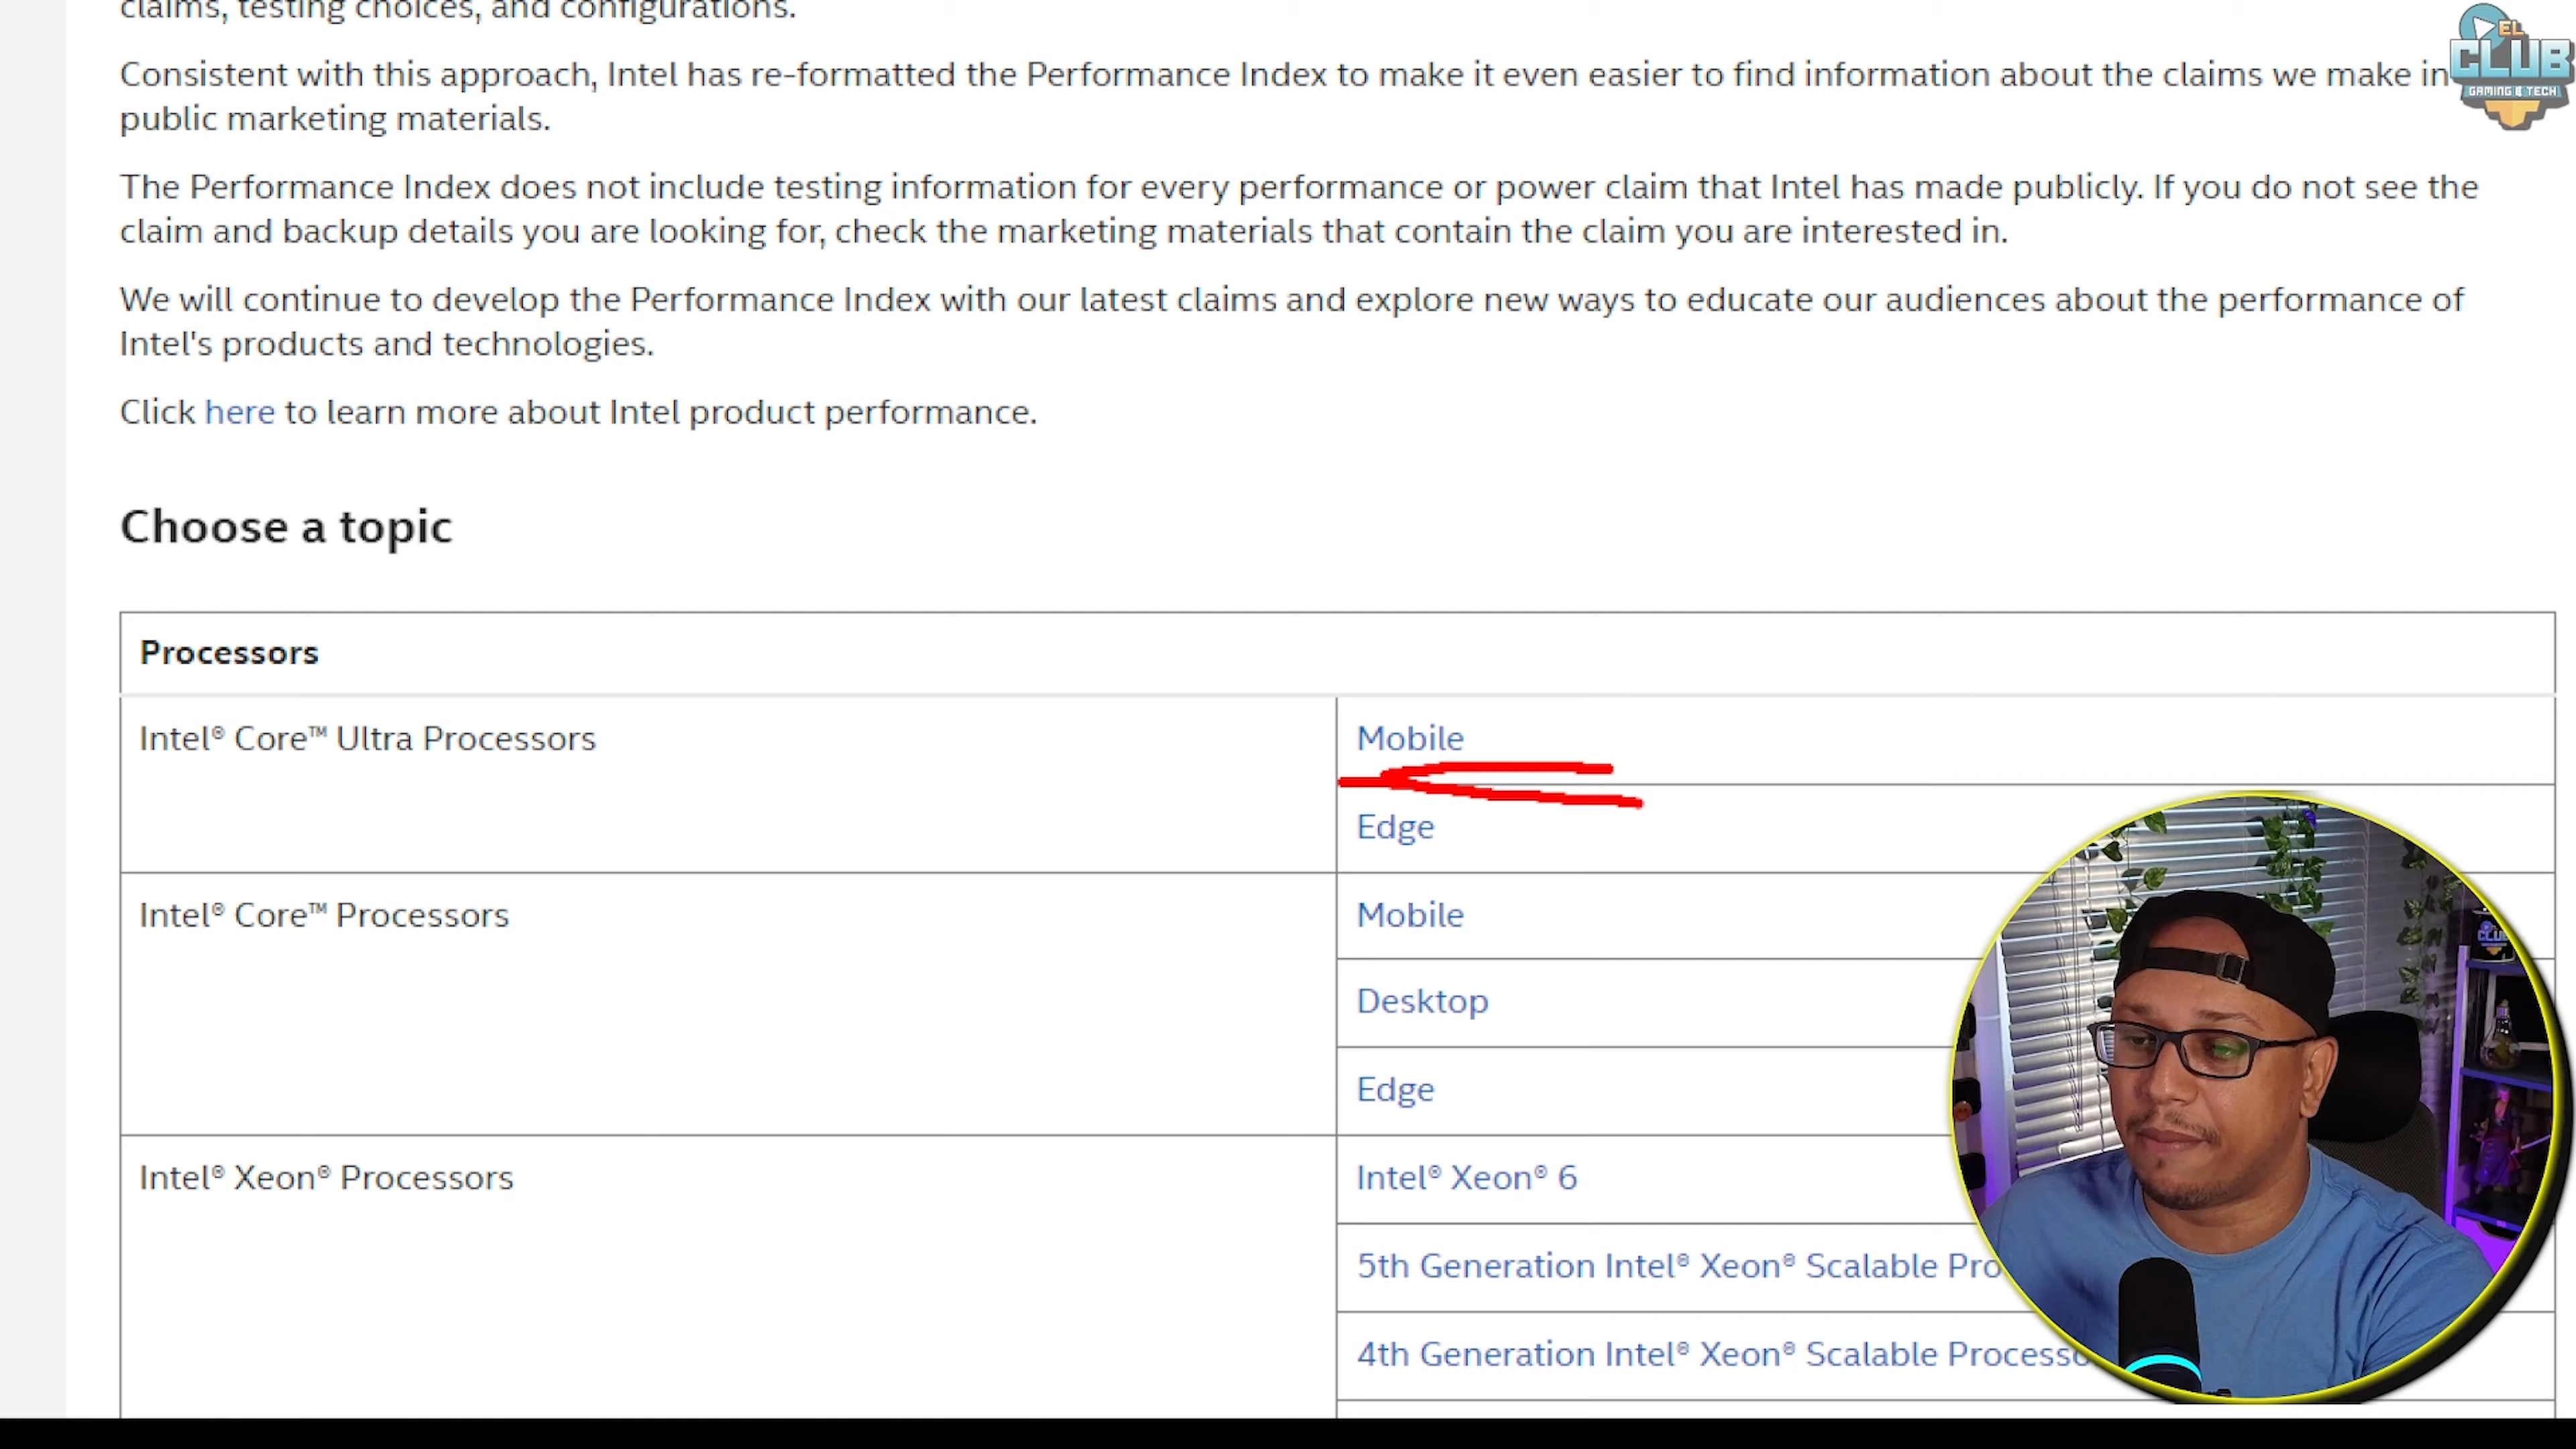 claims, testing choices, and configurations.
EL
CLUB
GAMING & TECH
Consistent with this approach, Intel has re-formatted the Performance Index to make it even easier to find information about the claims we make in
public marketing materials.
The Performance Index does not include testing information for every performance or power claim that Intel has made publicly. If you do not see the
claim and backup details you are looking for, check the marketing materials that contain the claim you are interested in.
We will continue to develop the Performance Index with our latest claims and explore new ways to educate our audiences about the performance of
Intel's products and technologies.
Click here to learn more about Intel product performance.
Choose a topic
Processors
Intel® Core™ Ultra Processors
Mobile
Edge
Intel® Core™ Processors
Mobile
Desktop
Edge
Intel® Xeon® Processors
Intel® Xeon® 6
5th Generation Intel® Xeon® Scalable Pro
4th Generation Intel® Xeon® Scalable Processo